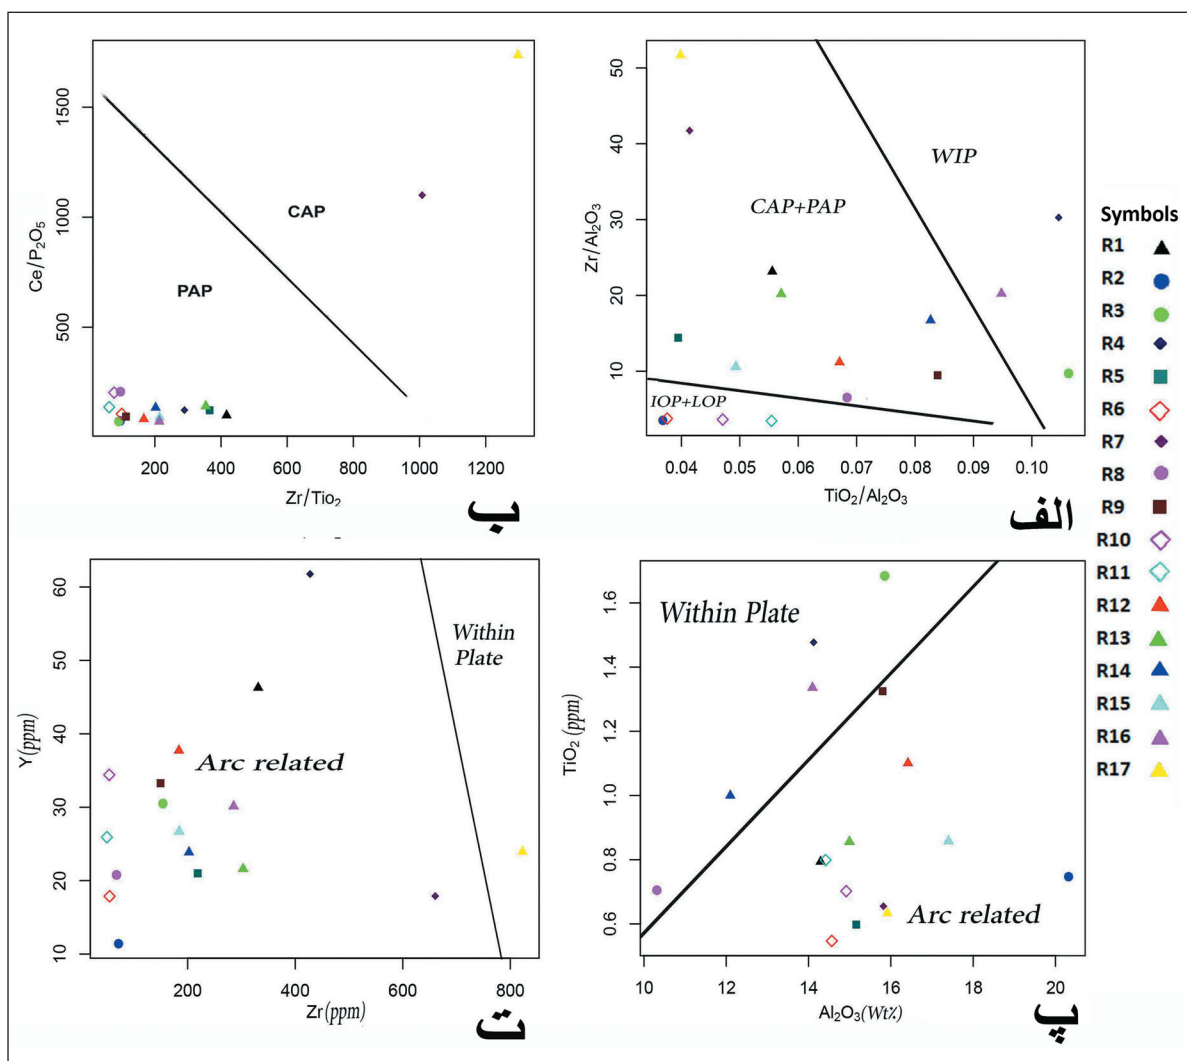 Ce/P₂O₅
1500
1000
500
CAP
PAP
200 400 600 800 1000 1200
Zr/Tio₂
ب
Zr/Al₂O₃
50
40
30
20
10
WIP
CAP+PAP
IOP+LOP
0.04 0.05 0.06 0.07 0.08 0.09 0.10
TiO₂/Al₂O₃
الف
Y(ppm)
60
50
40
30
20
10
Within
Plate
Arc related
200 400 600 800
Zr(ppm)
ت
TiO₂ (ppm)
1.6
1.4
1.2
1.0
0.8
0.6
Within Plate
Arc related
10 12 14 16 18 20
Al₂O₃(Wt%)
پ
Symbols
R1
R2
R3
R4
R5
R6
R7
R8
R9
R10
R11
R12
R13
R14
R15
R16
R17